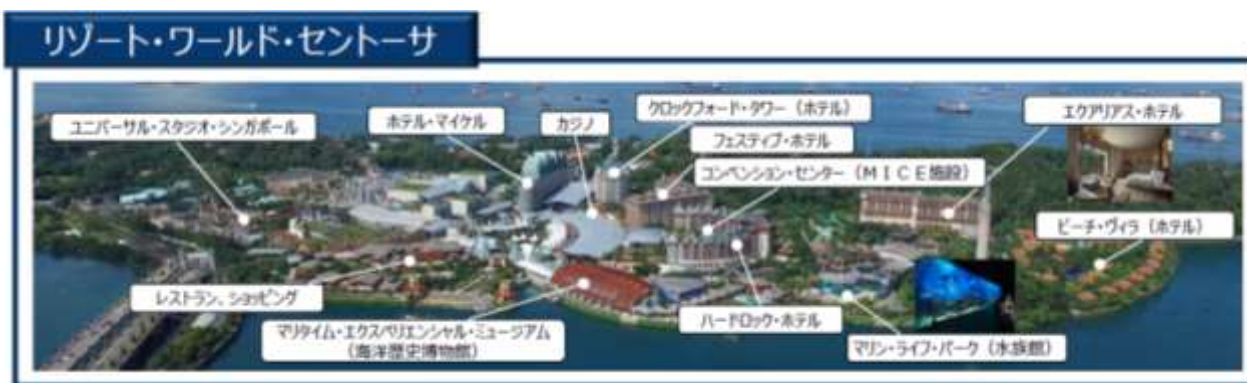 リゾート・ワールド・セントーサ
ユニバーサル・スタジオ・シンガポール
ホテル・マイケル
カジノ
クロックフォード・タワー（ホテル）
フェスティブ・ホテル
コンベンション・センター（ＭＩＣＥ施設）
エクアリアス・ホテル
ビーチ・ヴィラ（ホテル）
レストラン、ショッピング
マリタイム・エクスペリエンシャル・ミュージアム
（海洋歴史博物館）
ハードロック・ホテル
マリン・ライフ・パーク（水族館）